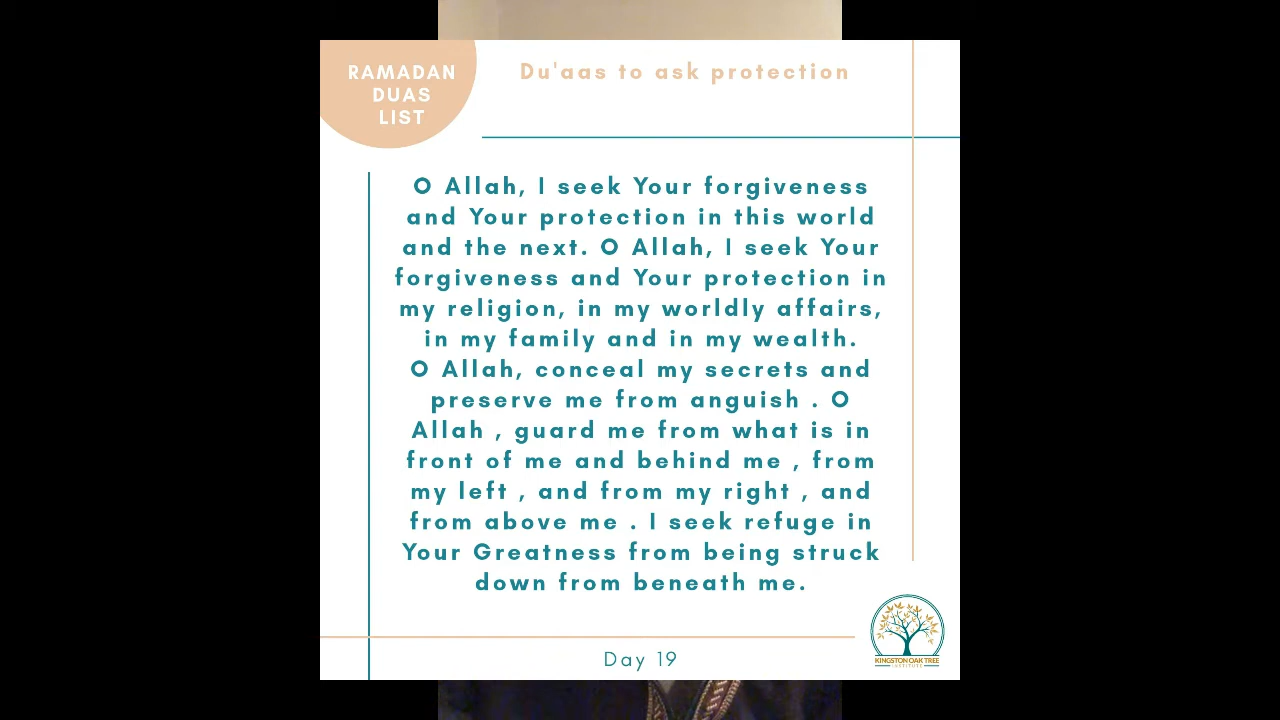 RAMADAN
DUAS
LIST
Du'aas to ask protection
O Allah, I seek Your forgiveness
and Your protection in this world
and the next. O Allah, I seek Your
forgiveness and Your protection in
my religion, in my worldly affairs,
in my family and in my wealth.
O Allah, conceal my secrets and
preserve me from anguish . O
Allah , guard me from what is in
front of me and behind me , from
my left , and from my right , and
from above me . I seek refuge in
Your Greatness from being struck
down from beneath me.
Day 19
KINGSTON OAK TREE
INSTITUTE